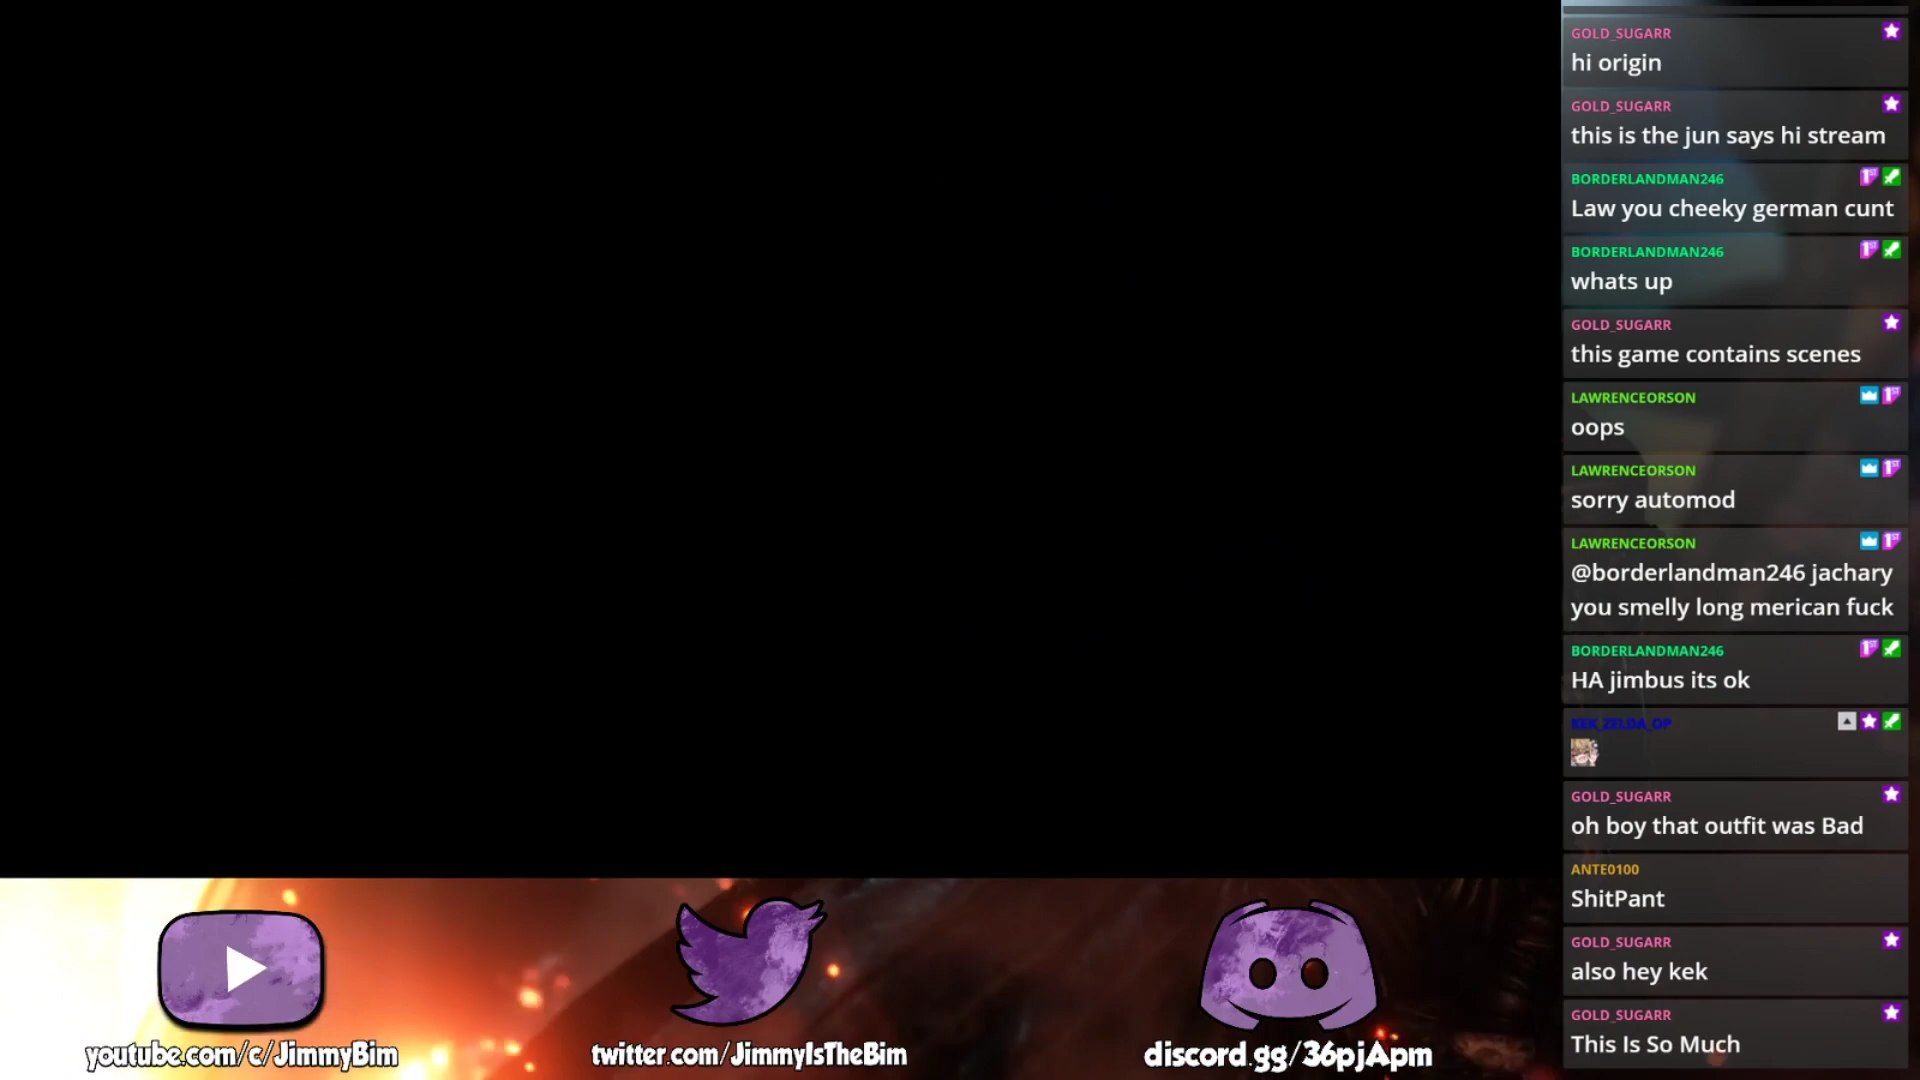 GOLD_SUGARR
hi origin
GOLD_SUGARR
this is the jun says hi stream
BORDERLANDMAN246
Law you cheeky german cunt
BORDERLANDMAN246
whats up
GOLD_SUGARR
this game contains scenes
LAWRENCEORSON
oops
LAWRENCEORSON
sorry automod
LAWRENCEORSON
@borderlandman246 jachary
you smelly long merican fuck
BORDERLANDMAN246
HA jimbus its ok
KEK_ZELDA_OP
GOLD_SUGARR
oh boy that outfit was Bad
ANTE0100
ShitPant
GOLD_SUGARR
also hey kek
GOLD_SUGARR
This Is So Much
youtube.com/c/JimmyBim
twitter.com/JimmyIsTheBim
discord.gg/36pjApm